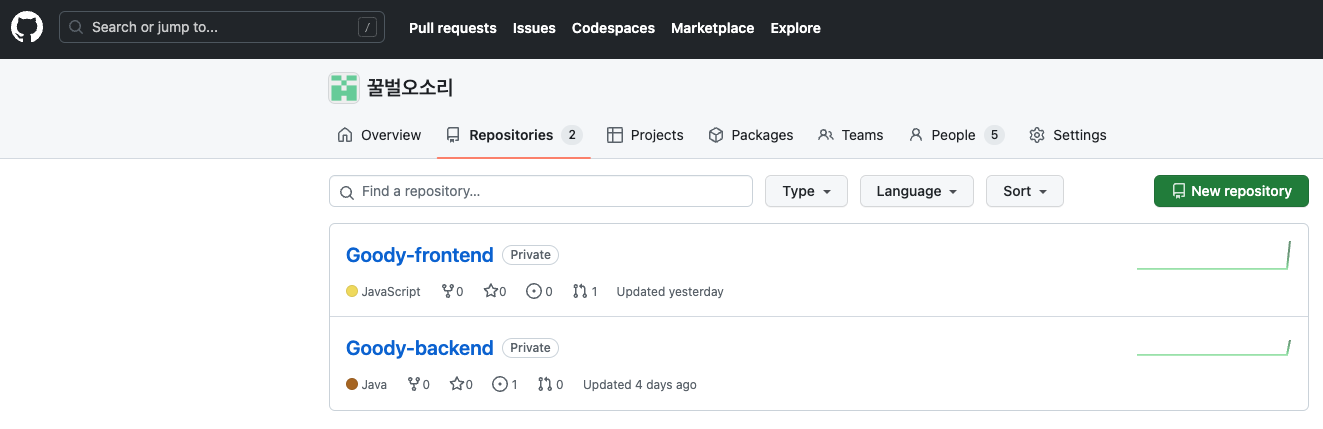 Search or jump to... / Pull requests Issues Codespaces Marketplace Explore
꿀벌오소리
Overview Repositories 2 Projects Packages Teams People 5 Settings
Find a repository... Type Language Sort New repository
Goody-frontend Private
JavaScript 0 0 0 1 Updated yesterday
Goody-backend Private
Java 0 0 1 0 Updated 4 days ago